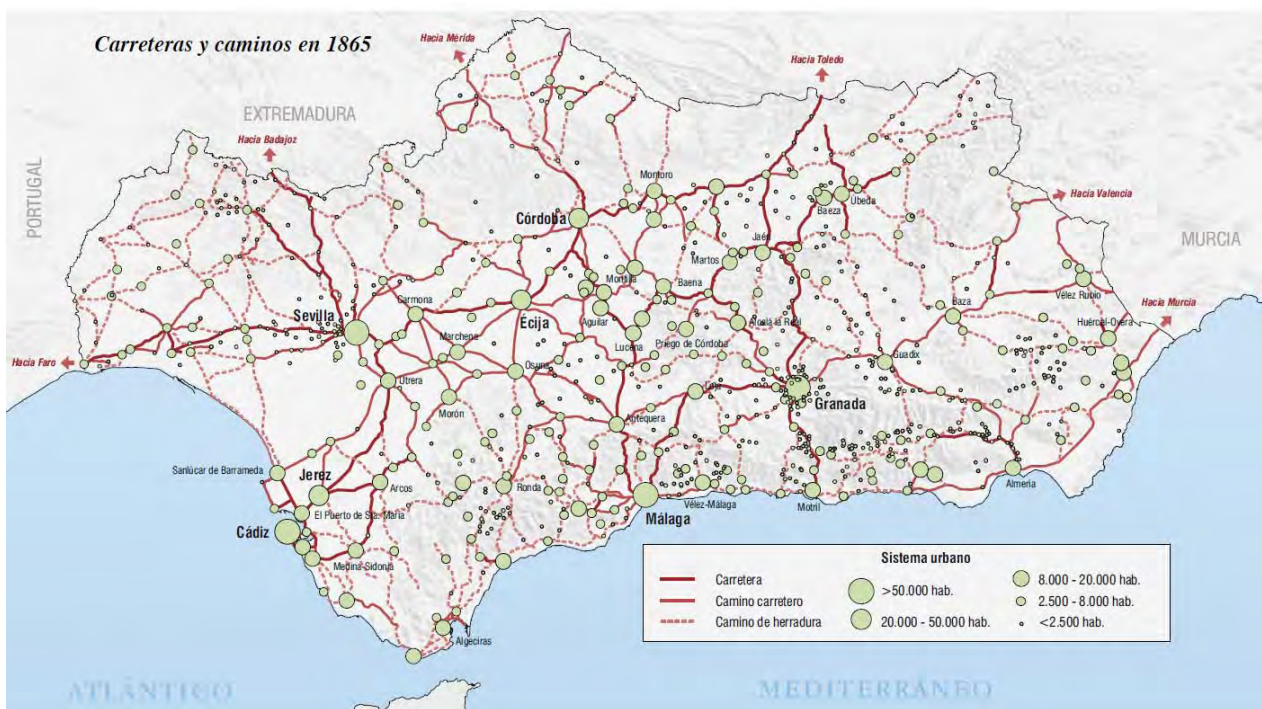 Carreteras y caminos en 1865
Hacia Mérida
Hacia Toledo
EXTREMADURA
Hacia Badajoz
PORTUGAL
Montoro
Hacia Valencia
Córdoba
Baeza
Úbeda
MURCIA
Jaén
Martos
Montilla
Baena
Carmona
Vélez Rubio
Sevilla
Écija
Aguilar
Baza
Hacia Murcia
Huércal-Overa
Alcalá la Real
Marchena
Lucena
Priego de Córdoba
Hacia Faro
Osuna
Guadix
Utrera
Loja
Morón
Granada
Antequera
Sanlúcar de Barrameda
Jerez
Arcos
Ronda
Almería
El Puerto de Sta. María
Vélez-Málaga
Motril
Cádiz
Málaga
Medina-Sidonia
Algeciras
Sistema urbano
Carretera
Camino carretero
Camino de herradura
>50.000 hab.
20.000 - 50.000 hab.
8.000 - 20.000 hab.
2.500 - 8.000 hab.
<2.500 hab.
ATLÁNTICO
MEDITERRÁNEO